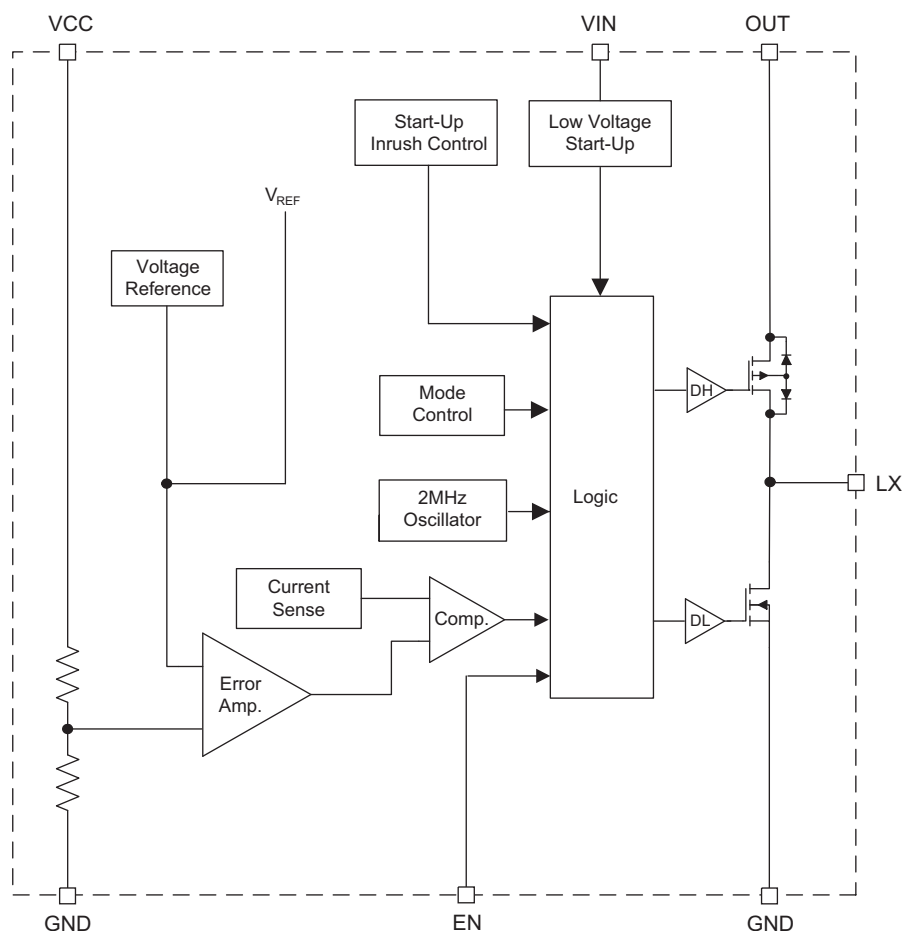 VCC
VIN
OUT
Start-Up
Inrush Control
Low Voltage
Start-Up
VREF
Voltage
Reference
Mode
Control
DH
2MHz
Oscillator
Logic
LX
Current
Sense
Comp.
DL
Error
Amp.
GND
EN
GND